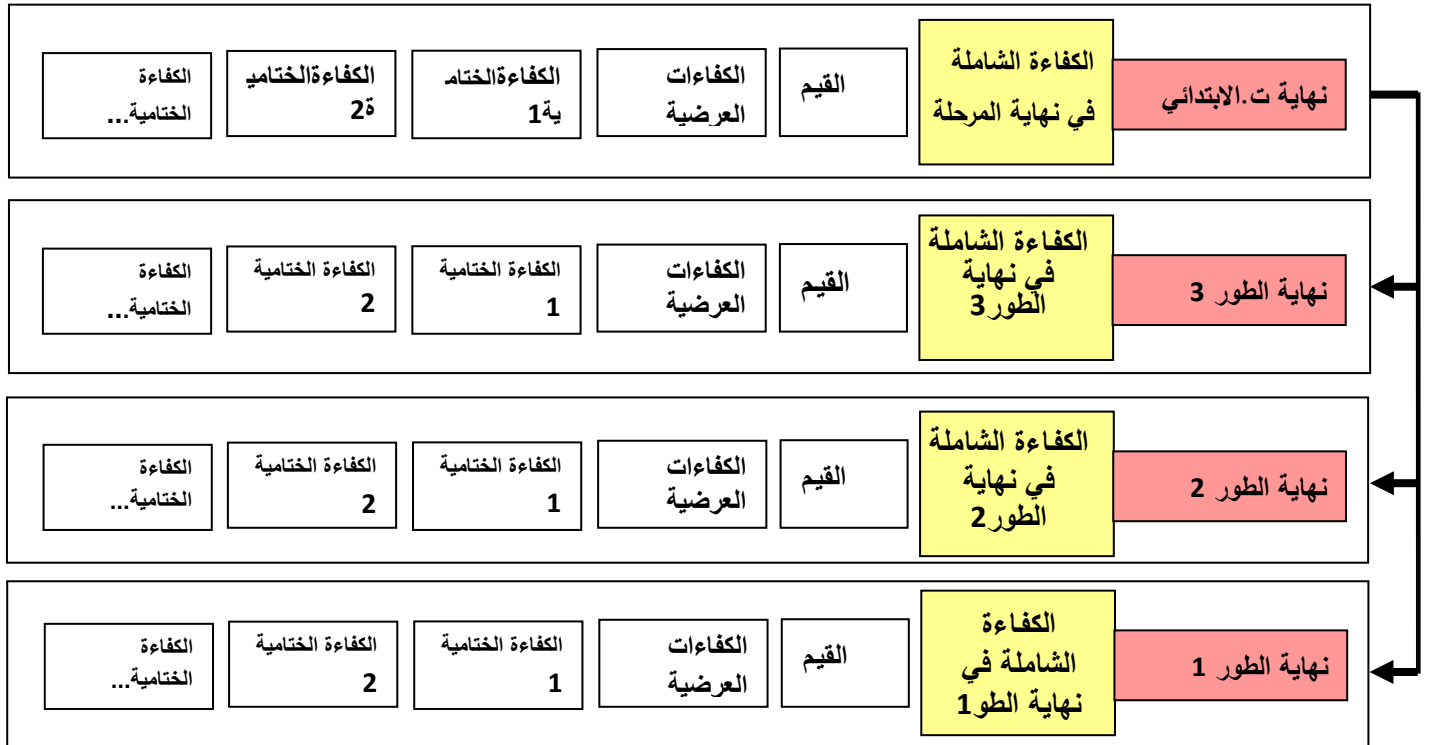 نهاية ت.الابتدائي
الكفاءة الشاملة
في نهاية المرحلة
القيم
الكفاءات
العرضية
الكفاءةالختام
ية1
الكفاءةالختامي
ة2
الكفاءة
الختامية...
نهاية الطور 3
الكفاءة الشاملة
في نهاية
الطور3
القيم
الكفاءات
العرضية
الكفاءة الختامية
1
الكفاءة الختامية
2
الكفاءة
الختامية...
نهاية الطور 2
الكفاءة الشاملة
في نهاية
الطور2
القيم
الكفاءات
العرضية
الكفاءة الختامية
1
الكفاءة الختامية
2
الكفاءة
الختامية...
نهاية الطور 1
الكفاءة
الشاملة في
نهاية الطو1
القيم
الكفاءات
العرضية
الكفاءة الختامية
1
الكفاءة الختامية
2
الكفاءة
الختامية...